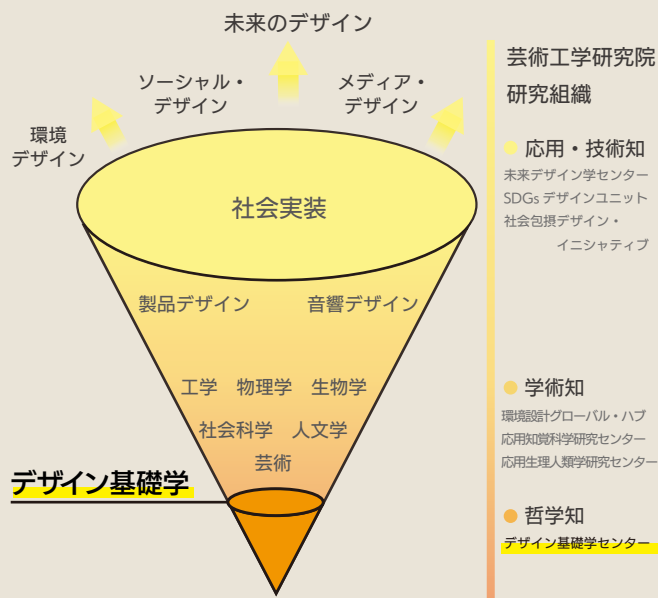 未来のデザイン
ソーシャル・
デザイン
メディア・
デザイン
環境
デザイン
社会実装
製品デザイン
音響デザイン
工学 物理学 生物学
社会科学 人文学
芸術
デザイン基礎学
芸術工学研究院
研究組織
応用・技術知
未来デザイン学センター
SDGs デザインユニット
社会包摂デザイン・
イニシャティブ
学術知
環境設計グローバル・ハブ
応用知覚科学研究センター
応用生理人類学研究センター
哲学知
デザイン基礎学センター